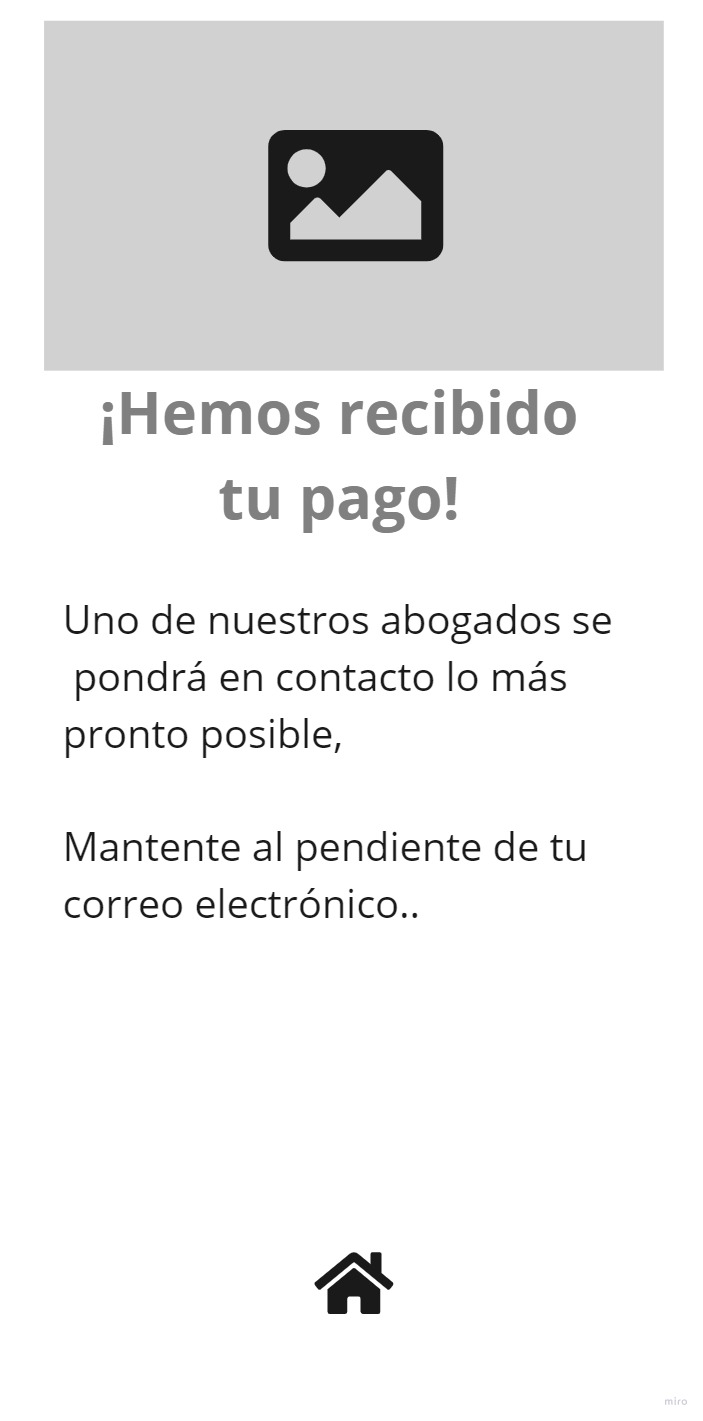 ¡Hemos recibido
tu pago!
Uno de nuestros abogados se
pondrá en contacto lo más
pronto posible,
Mantente al pendiente de tu
correo electrónico..
miro